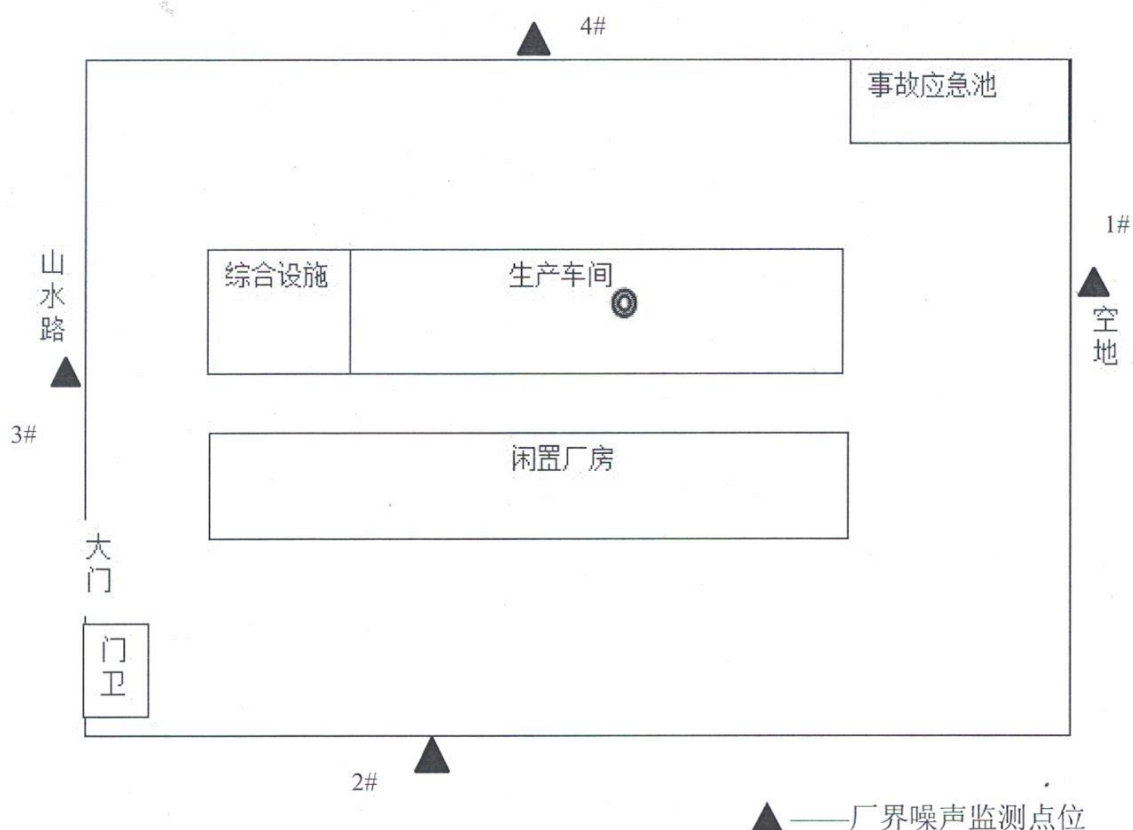 4#
事故应急池
1#
山水路
综合设施
生产车间
空地
3#
闲置厂房
大门
门卫
2#
▲——厂界噪声监测点位